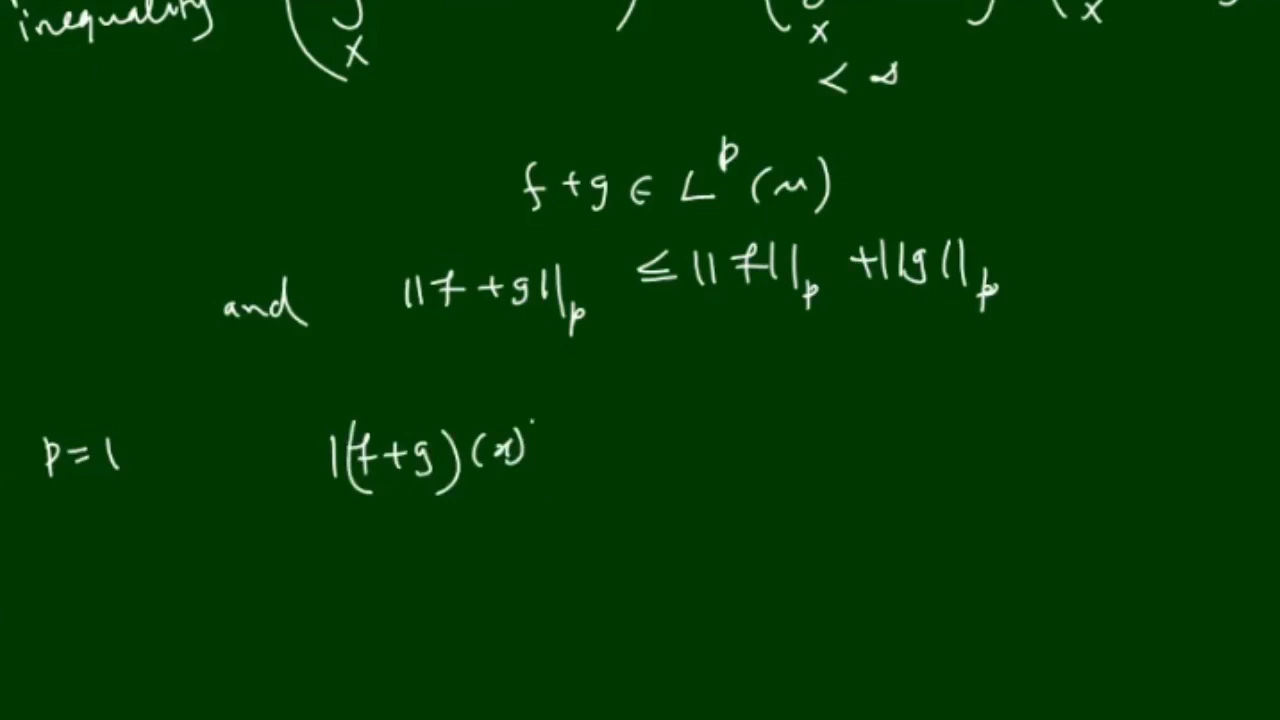 inequality ( ∫ ) ( ∫ ) ( 
X x x
< ∞
f + g ∈ L^p (μ)
and ||f + g||_p ≤ ||f||_p + ||g||_p
p = 1 |(f+g)(x)